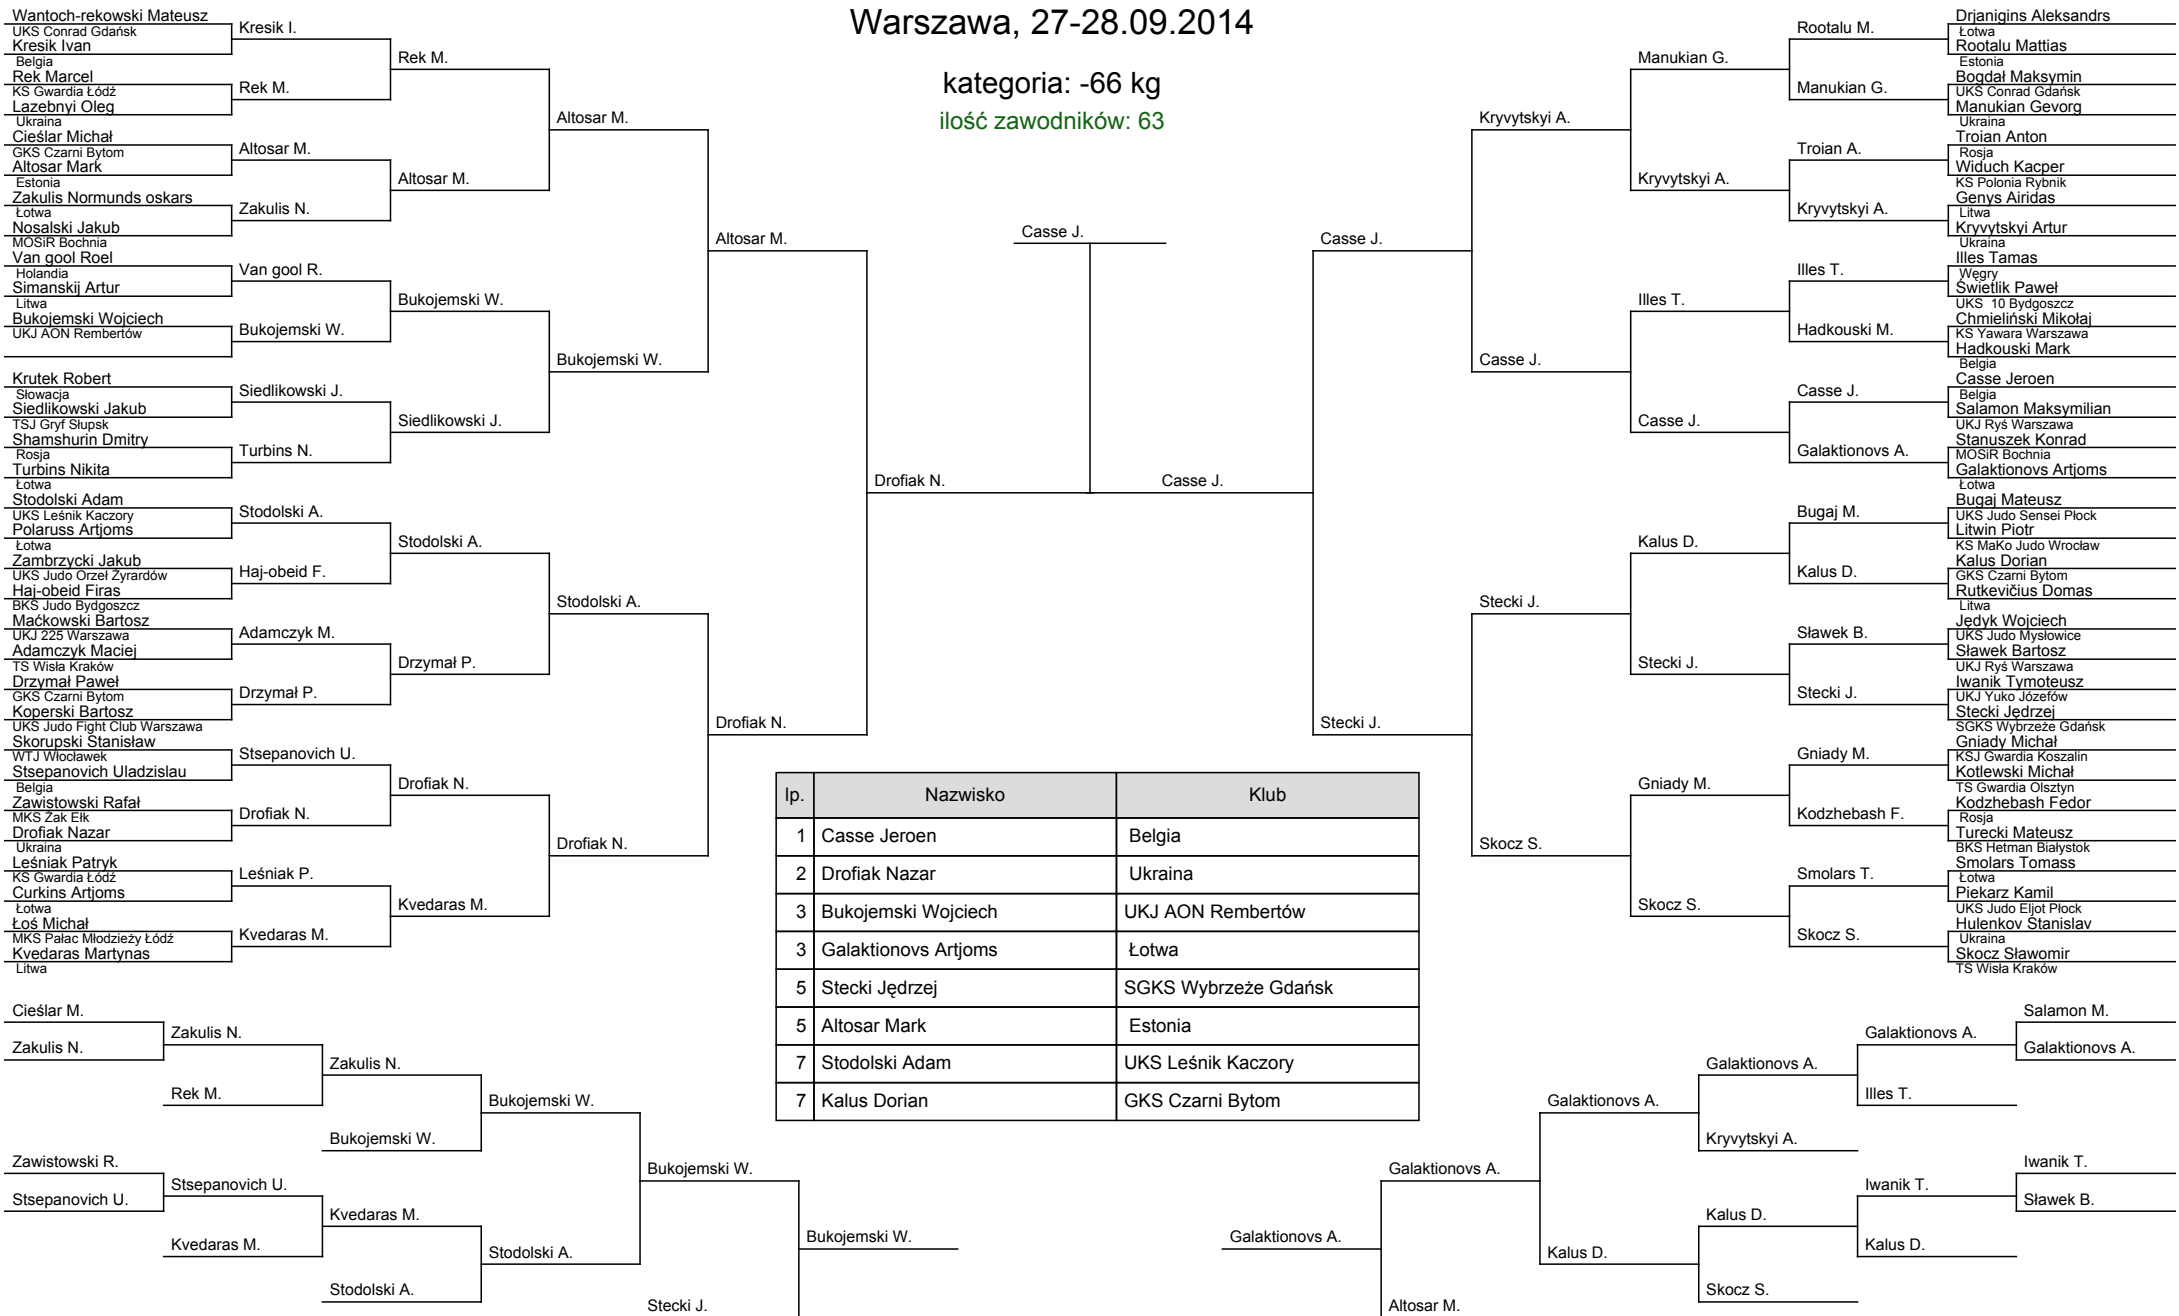 Warszawa, 27-28.09.2014
kategoria: -66 kg
ilość zawodników: 63
Wantoch-rekowski Mateusz
UKS Conrad Gdańsk
Kresik Ivan
Belgia
Rek Marcel
KS Gwardia Łódź
Lazebnyi Oleg
Ukraina
Cieślar Michał
GKS Czarni Bytom
Altosar Mark
Estonia
Zakulis Normunds oskars
Łotwa
Nosalski Jakub
MOSiR Bochnia
Van gool Roel
Holandia
Simanskij Artur
Litwa
Bukojemski Wojciech
UKJ AON Rembertów
Krutek Robert
Słowacja
Siedlikowski Jakub
TSJ Gryf Słupsk
Shamshurin Dmitry
Rosja
Turbins Nikita
Łotwa
Stodolski Adam
UKS Leśnik Kaczory
Polaruss Artjoms
Łotwa
Zambrzycki Jakub
UKS Judo Orzeł Żyrardów
Haj-obeid Firas
BKS Judo Bydgoszcz
Maćkowski Bartosz
UKJ 225 Warszawa
Adamczyk Maciej
TS Wisła Kraków
Drzymał Paweł
GKS Czarni Bytom
Koperski Bartosz
UKS Judo Fight Club Warszawa
Skorupski Stanisław
WTJ Włocławek
Stsepanovich Uladzislau
Belgia
Zawistowski Rafał
MKS Żak Ełk
Drofiak Nazar
Ukraina
Leśniak Patryk
KS Gwardia Łódź
Curkins Artjoms
Łotwa
Łoś Michał
MKS Pałac Młodzieży Łódź
Kvedaras Martynas
Litwa
Kresik I.
Rek M.
Altosar M.
Zakulis N.
Van gool R.
Bukojemski W.
Siedlikowski J.
Turbins N.
Stodolski A.
Haj-obeid F.
Adamczyk M.
Drzymał P.
Stsepanovich U.
Drofiak N.
Leśniak P.
Kvedaras M.
Rek M.
Altosar M.
Bukojemski W.
Siedlikowski J.
Stodolski A.
Drzymał P.
Drofiak N.
Kvedaras M.
Altosar M.
Bukojemski W.
Stodolski A.
Drofiak N.
Altosar M.
Drofiak N.
Drofiak N.
Casse J.
Casse J.
Casse J.
Stecki J.
Kryvytskyi A.
Casse J.
Stecki J.
Skocz S.
Manukian G.
Kryvytskyi A.
Illes T.
Casse J.
Kalus D.
Stecki J.
Gniady M.
Skocz S.
Rootalu M.
Manukian G.
Troian A.
Kryvytskyi A.
Illes T.
Hadkouski M.
Casse J.
Galaktionovs A.
Bugaj M.
Kalus D.
Sławek B.
Stecki J.
Gniady M.
Kodzhebash F.
Smolars T.
Skocz S.
Drjanigins Aleksandrs
Łotwa
Rootalu Mattias
Estonia
Bogdał Maksymin
UKS Conrad Gdańsk
Manukian Gevorg
Ukraina
Troian Anton
Rosja
Widuch Kacper
KS Polonia Rybnik
Genys Airidas
Litwa
Kryvytskyi Artur
Ukraina
Illes Tamas
Węgry
Świetlik Paweł
UKS 10 Bydgoszcz
Chmieliński Mikołaj
KS Yawara Warszawa
Hadkouski Mark
Belgia
Casse Jeroen
Belgia
Salamon Maksymilian
UKJ Ryś Warszawa
Stanuszek Konrad
MOSiR Bochnia
Galaktionovs Artjoms
Łotwa
Bugaj Mateusz
UKS Judo Sensei Płock
Litwin Piotr
KS MaKo Judo Wrocław
Kalus Dorian
GKS Czarni Bytom
Rutkevičius Domas
Litwa
Jędyk Wojciech
UKS Judo Mysłowice
Sławek Bartosz
UKJ Ryś Warszawa
Iwanik Tymoteusz
UKJ Yuko Józefów
Stecki Jędrzej
SGKS Wybrzeże Gdańsk
Gniady Michał
KSJ Gwardia Koszalin
Kotlewski Michał
TS Gwardia Olsztyn
Kodzhebash Fedor
Rosja
Turecki Mateusz
BKS Hetman Białystok
Smolars Tomass
Łotwa
Piekarz Kamil
UKS Judo Eljot Płock
Hulenkov Stanislav
Ukraina
Skocz Sławomir
TS Wisła Kraków
lp. Nazwisko Klub
1 Casse Jeroen Belgia
2 Drofiak Nazar Ukraina
3 Bukojemski Wojciech UKJ AON Rembertów
3 Galaktionovs Artjoms Łotwa
5 Stecki Jędrzej SGKS Wybrzeże Gdańsk
5 Altosar Mark Estonia
7 Stodolski Adam UKS Leśnik Kaczory
7 Kalus Dorian GKS Czarni Bytom
Cieślar M.
Zakulis N.
Zawistowski R.
Stsepanovich U.
Zakulis N.
Rek M.
Stsepanovich U.
Kvedaras M.
Zakulis N.
Bukojemski W.
Kvedaras M.
Stodolski A.
Bukojemski W.
Stodolski A.
Bukojemski W.
Stecki J.
Bukojemski W.
Galaktionovs A.
Galaktionovs A.
Altosar M.
Galaktionovs A.
Kalus D.
Galaktionovs A.
Kryvytskyi A.
Kalus D.
Skocz S.
Galaktionovs A.
Illes T.
Iwanik T.
Kalus D.
Salamon M.
Galaktionovs A.
Iwanik T.
Sławek B.